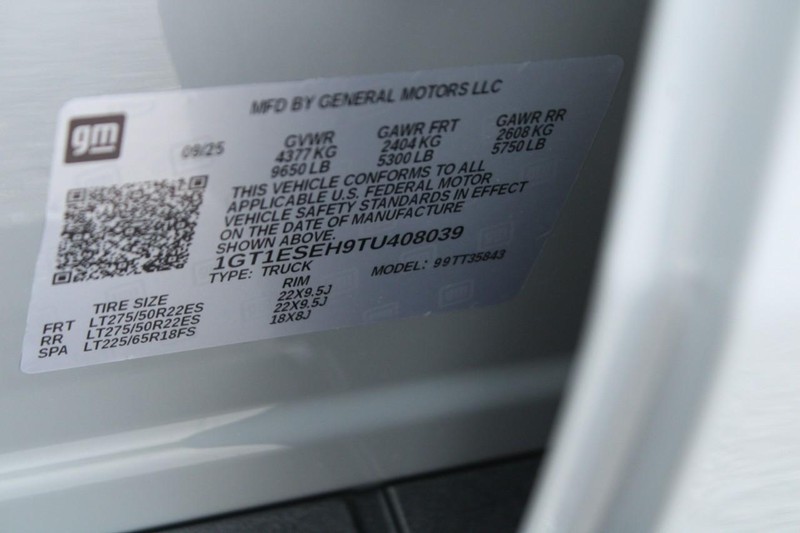 gm
MFD BY GENERAL MOTORS LLC
09/25
GVWR GAWR FRT GAWR RR
4377 KG 2404 KG 2608 KG
9650 LB 5300 LB 5750 LB
THIS VEHICLE CONFORMS TO ALL
APPLICABLE U.S. FEDERAL MOTOR
VEHICLE SAFETY STANDARDS IN EFFECT
ON THE DATE OF MANUFACTURE
SHOWN ABOVE.
1GT1ESEH9TU408039
TYPE: TRUCK MODEL: 99TT35843
TIRE SIZE RIM
FRT LT275/50R22ES 22X9.5J
RR LT275/50R22ES 22X9.5J
SPA LT225/65R18FS 18X8J